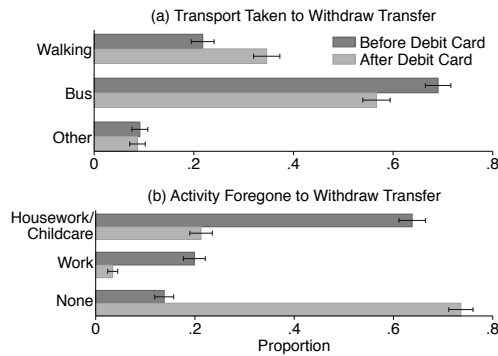 (a) Transport Taken to Withdraw Transfer
Walking
Before Debit Card
After Debit Card
Bus
Other
0 .2 .4 .6 .8
(b) Activity Foregone to Withdraw Transfer
Housework/
Childcare
Work
None
0 .2 .4 .6 .8
Proportion